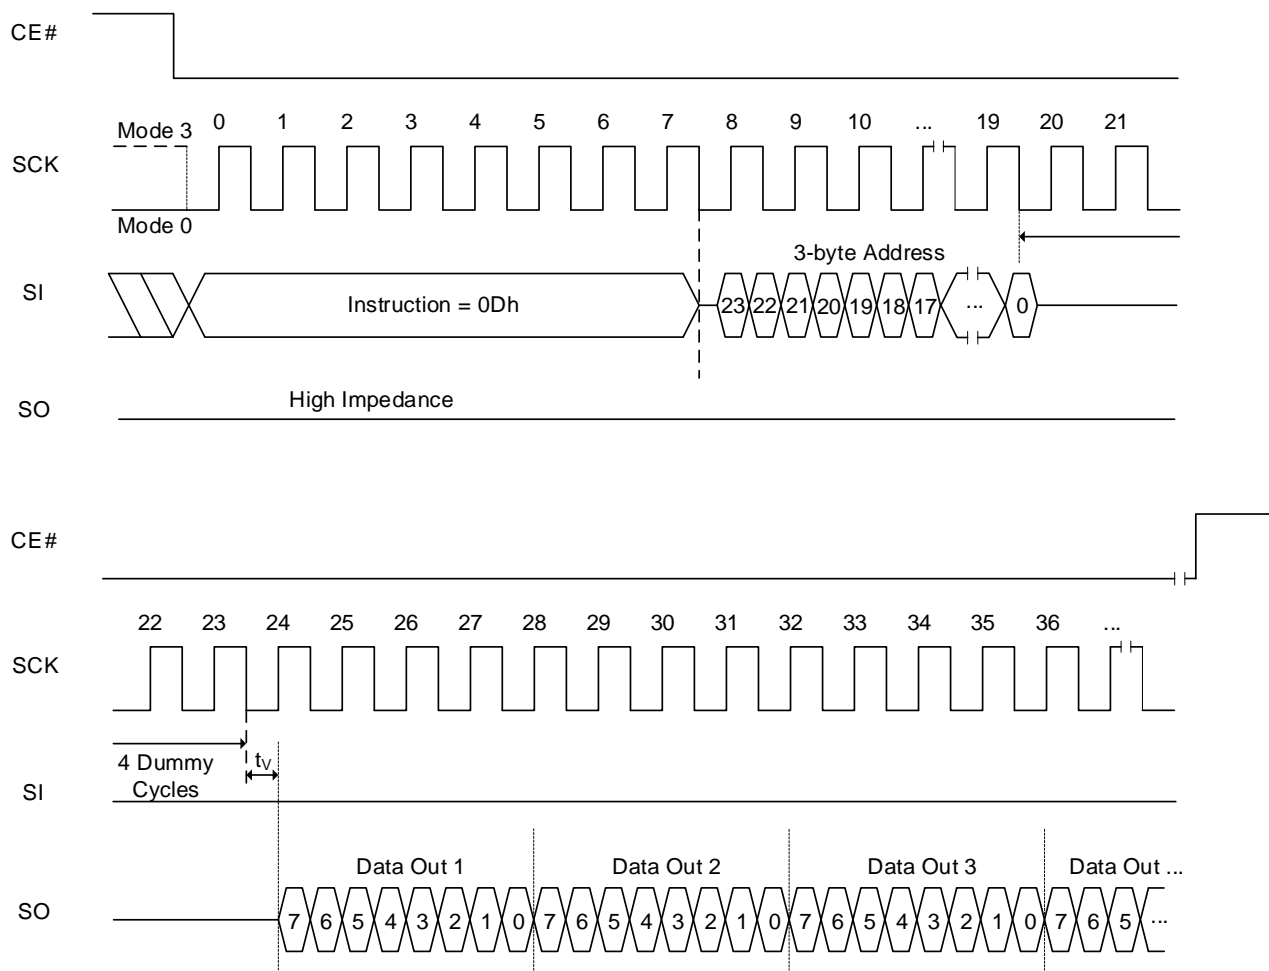 CE#
0 1 2 3 4 5 6 7 8 9 10 ... 19 20 21
Mode 3
SCK
Mode 0
3-byte Address
SI
Instruction = 0Dh
23 22 21 20 19 18 17 ... 0
High Impedance
SO
CE#
22 23 24 25 26 27 28 29 30 31 32 33 34 35 36 ...
SCK
4 Dummy
Cycles
tV
SI
Data Out 1 Data Out 2 Data Out 3 Data Out ...
SO
7 6 5 4 3 2 1 0 7 6 5 4 3 2 1 0 7 6 5 4 3 2 1 0 7 6 5 ...